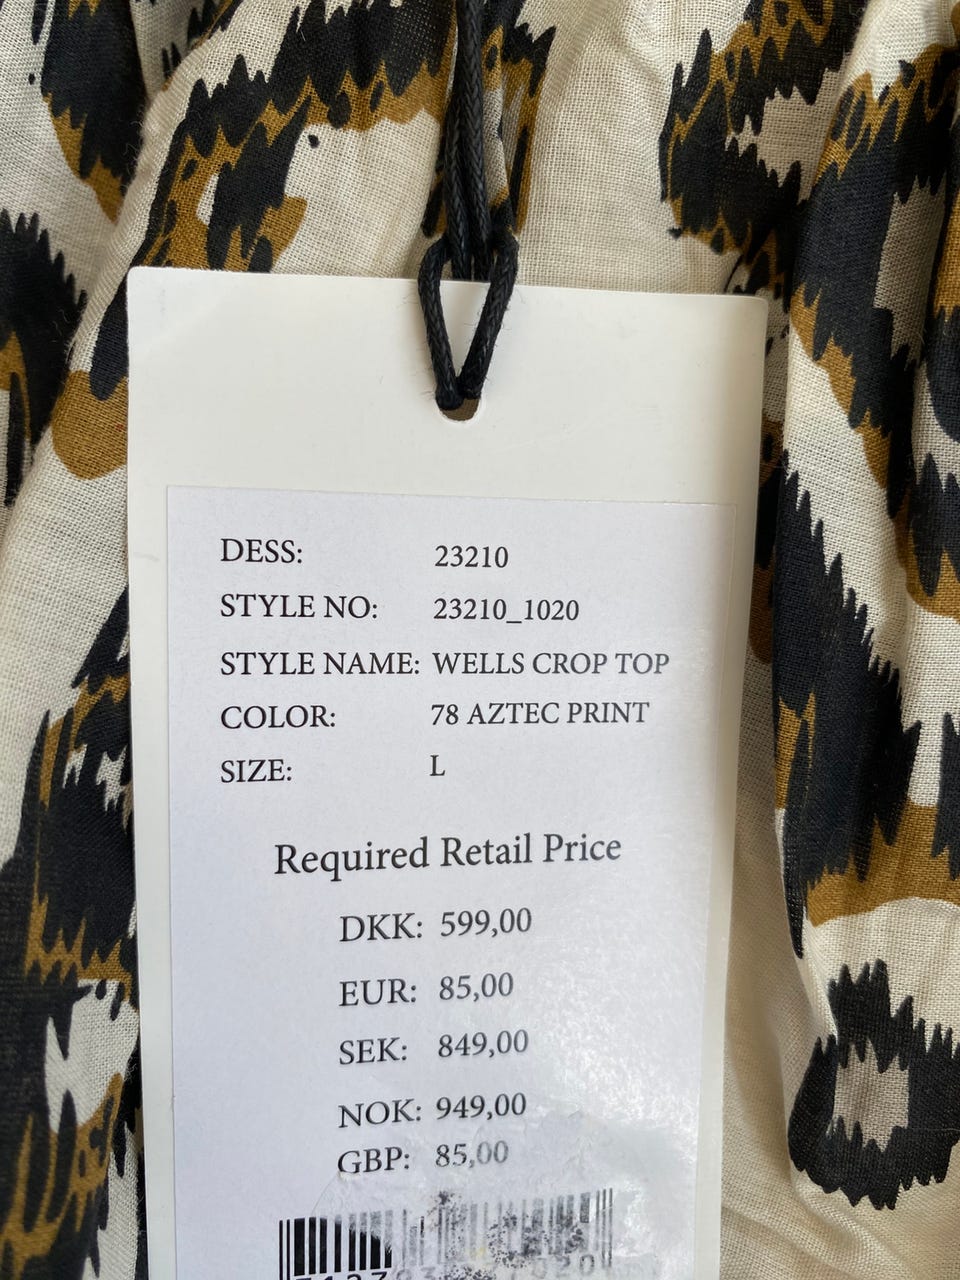 DESS: 23210
STYLE NO: 23210_1020
STYLE NAME: WELLS CROP TOP
COLOR: 78 AZTEC PRINT
SIZE: L
Required Retail Price
DKK: 599,00
EUR: 85,00
SEK: 849,00
NOK: 949,00
GBP: 85,00